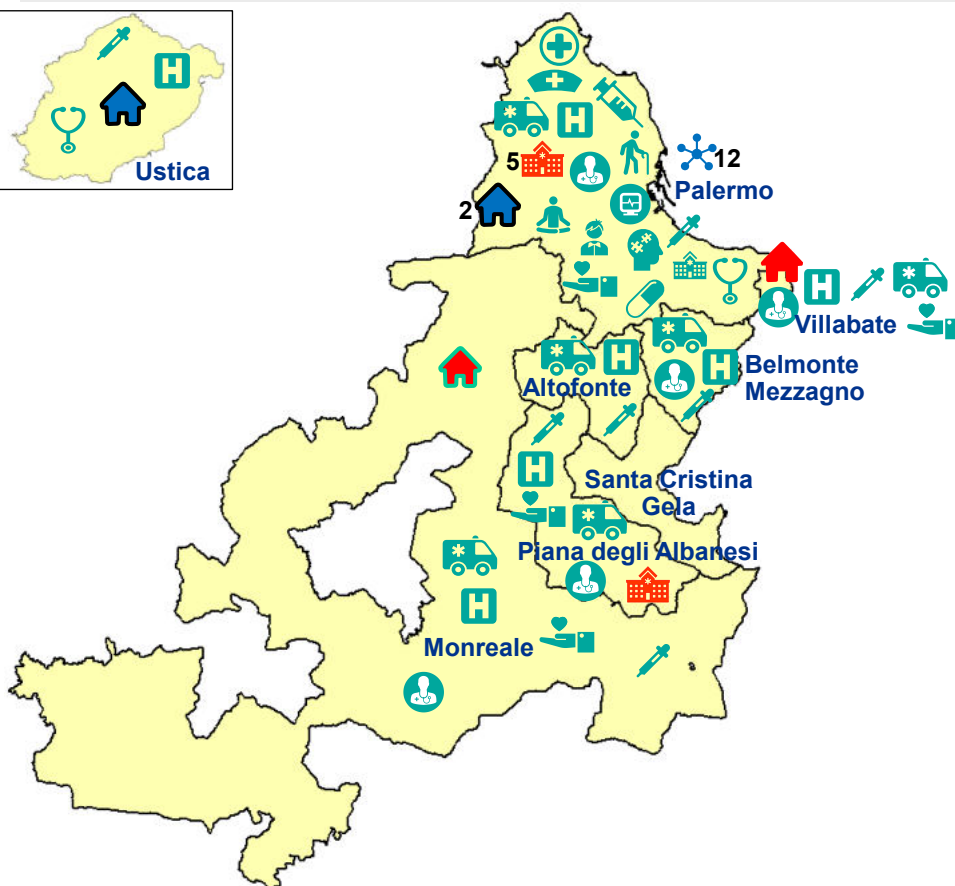 Ustica
5
12
Palermo
2
Villabate
Altofonte
Belmonte
Mezzagno
Santa Cristina
Gela
Piana degli Albanesi
Monreale
H
H
H
H
H
H
H